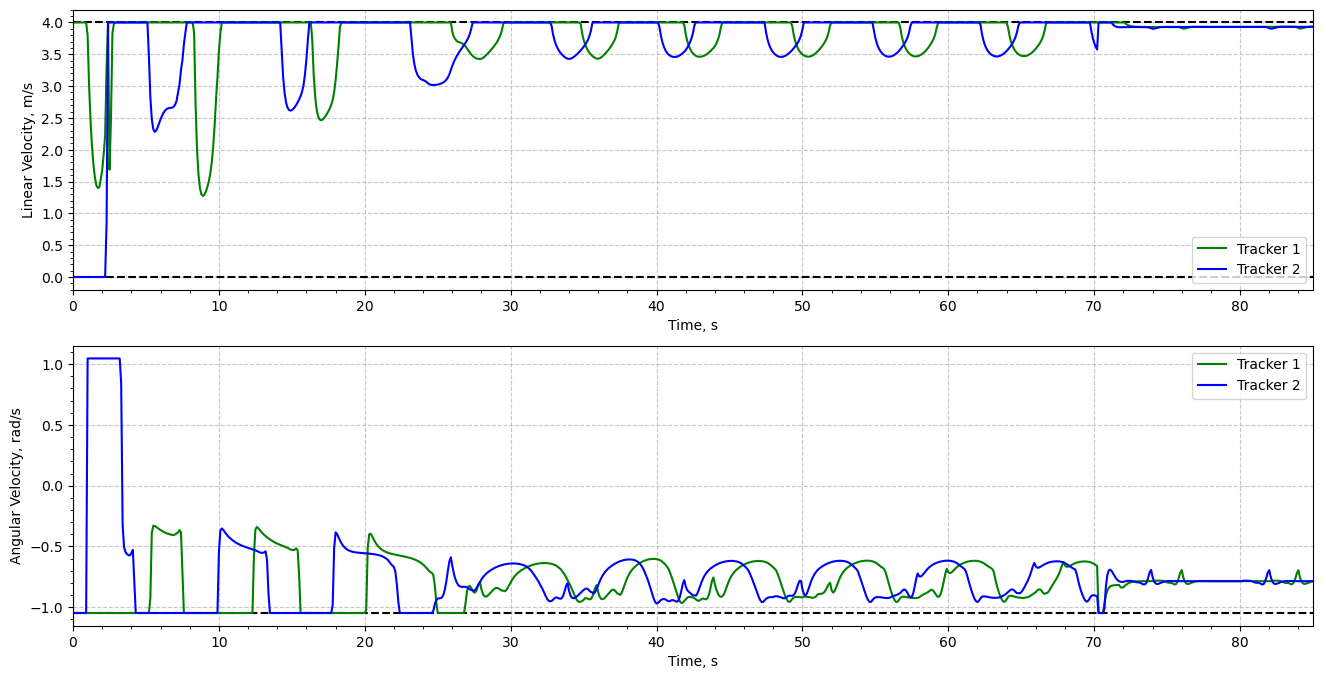 4.0
3.5
3.0
2.5
2.0
1.5
1.0
0.5
0.0
Linear Velocity, m/s
Tracker 1
Tracker 2
0 10 20 30 40 50 60 70 80
Time, s
1.0
0.5
0.0
−0.5
−1.0
Angular Velocity, rad/s
Tracker 1
Tracker 2
0 10 20 30 40 50 60 70 80
Time, s